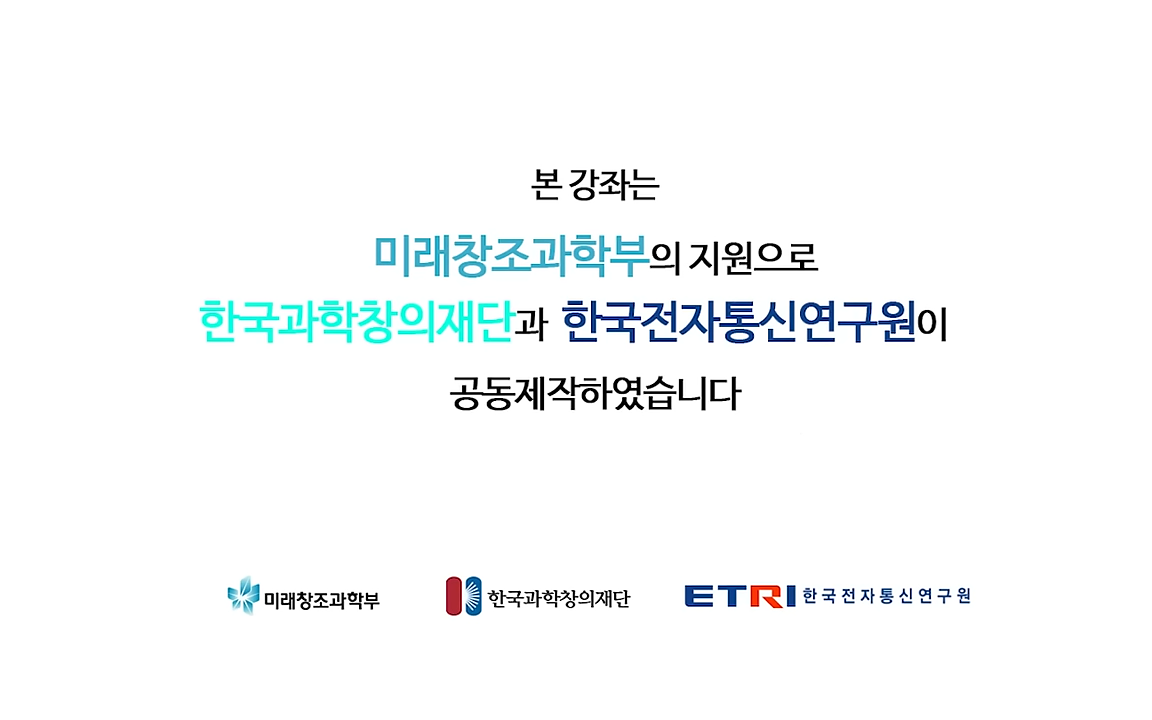 본 강좌는
미래창조과학부의 지원으로
한국과학창의재단과 한국전자통신연구원이
공동제작하였습니다
미래창조과학부 한국과학창의재단 ETRI 한국전자통신연구원